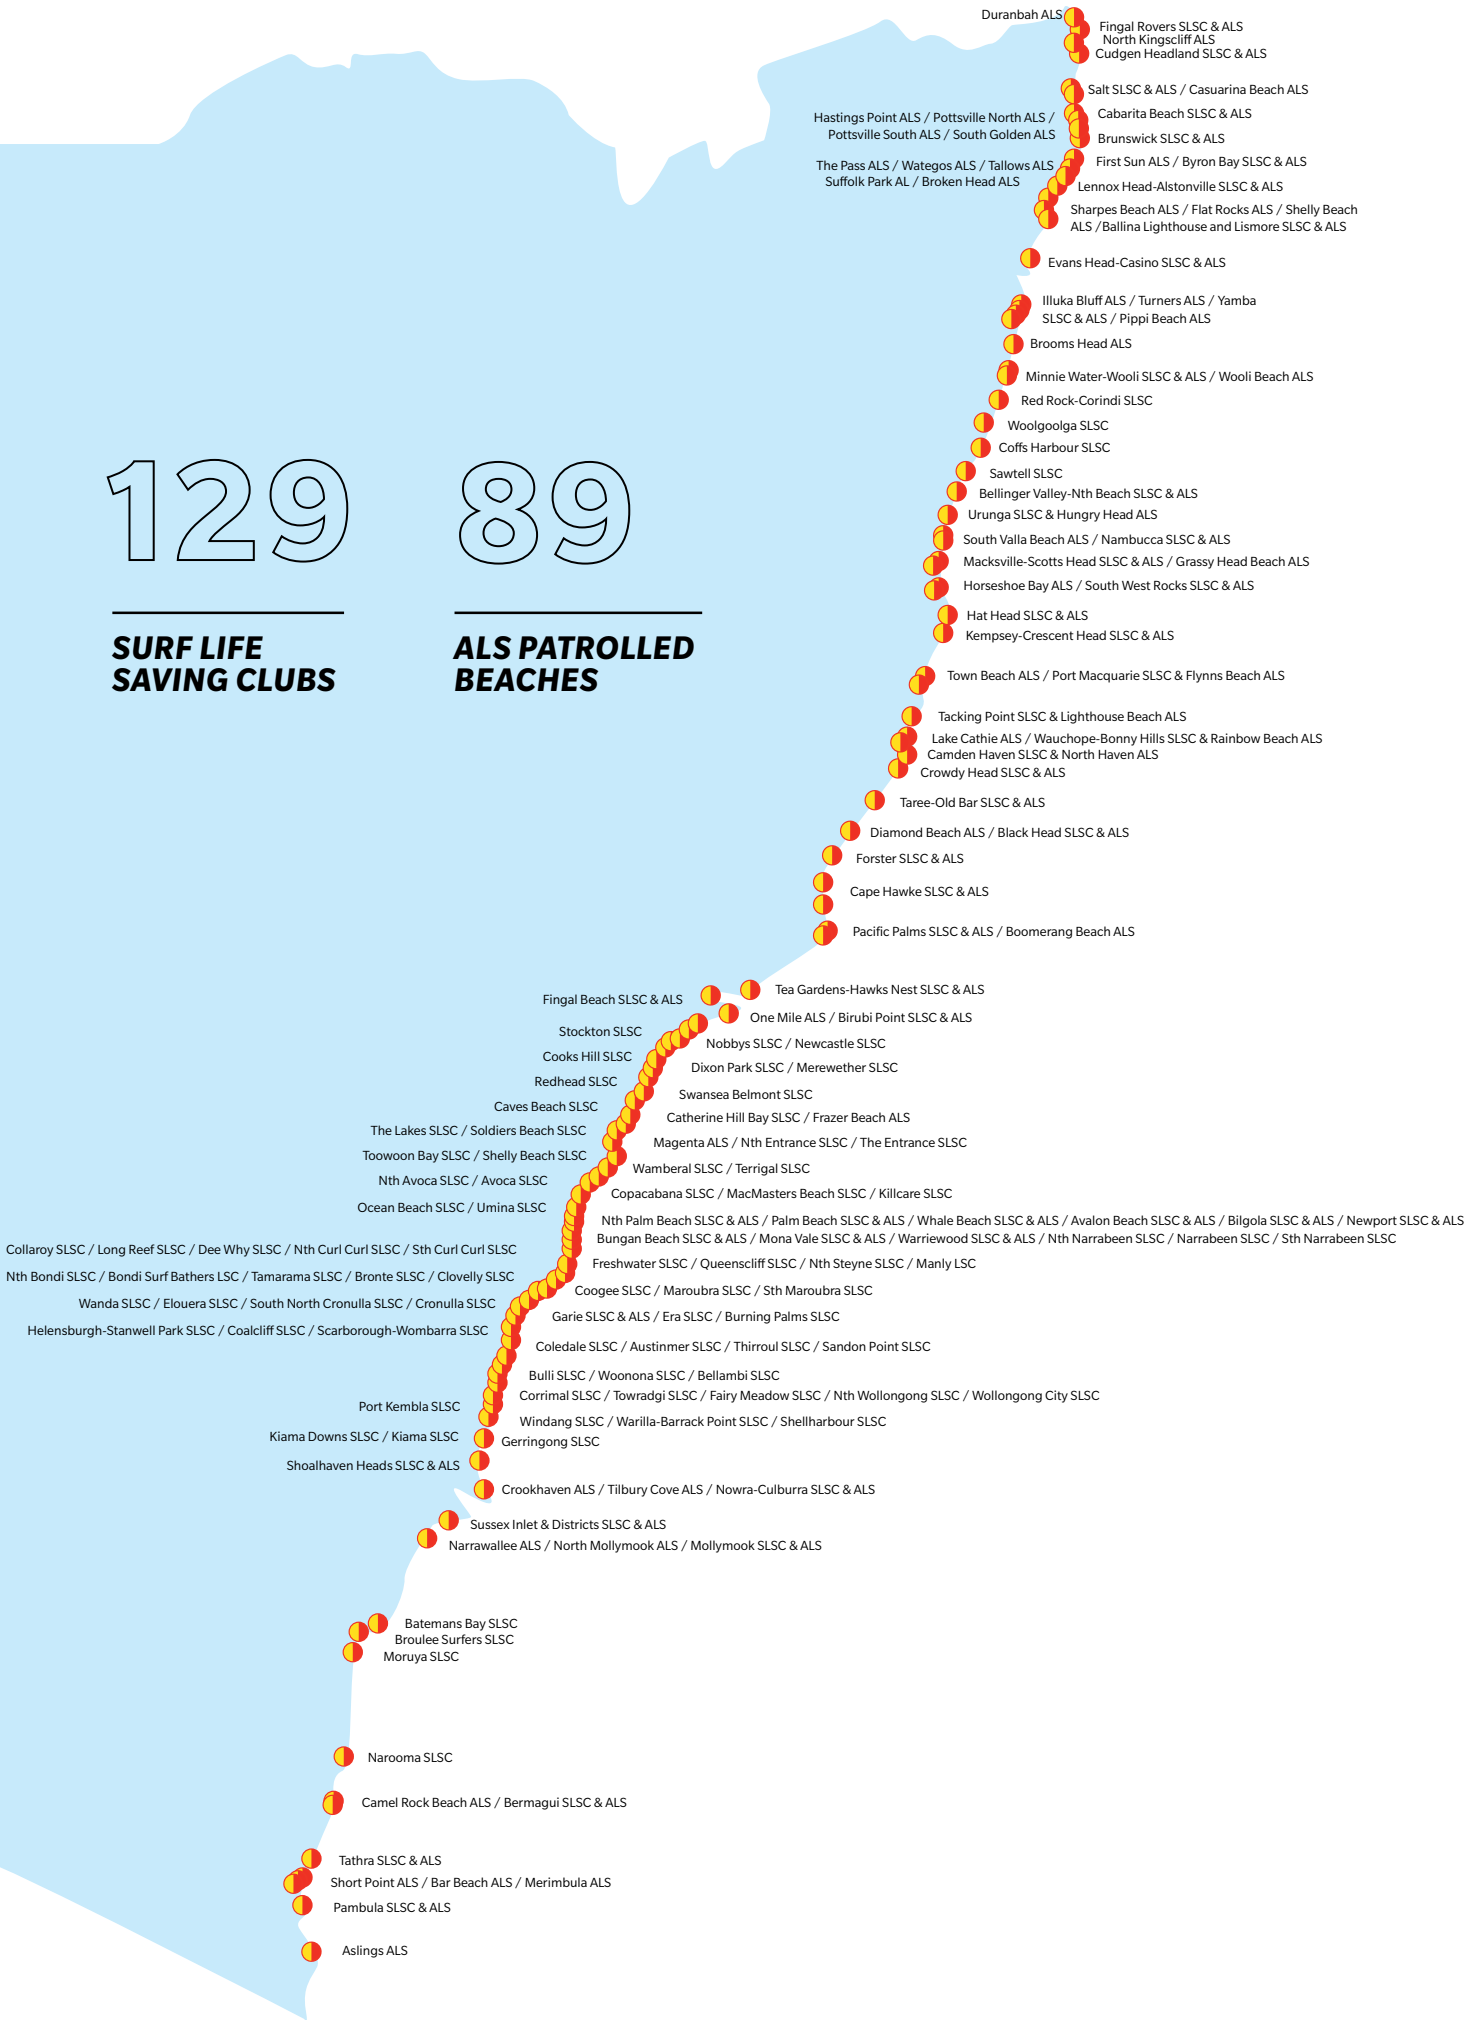 Duranbah ALS
Fingal Rovers SLSC & ALS
North Kingscliff ALS
Cudgen Headland SLSC & ALS
Salt SLSC & ALS / Casuarina Beach ALS
Cabarita Beach SLSC & ALS
Hastings Point ALS / Pottsville North ALS /
Pottsville South ALS / South Golden ALS
Brunswick SLSC & ALS
First Sun ALS / Byron Bay SLSC & ALS
The Pass ALS / Wategos ALS / Tallows ALS
Suffolk Park AL / Broken Head ALS
Lennox Head-Alstonville SLSC & ALS
Sharpes Beach ALS / Flat Rocks ALS / Shelly Beach
ALS /Ballina Lighthouse and Lismore SLSC & ALS
Evans Head-Casino SLSC & ALS
Illuka Bluff ALS / Turners ALS / Yamba
SLSC & ALS / Pippi Beach ALS
Brooms Head ALS
Minnie Water-Wooli SLSC & ALS / Wooli Beach ALS
Red Rock-Corindi SLSC
Woolgoolga SLSC
Coffs Harbour SLSC
Sawtell SLSC
Bellinger Valley-Nth Beach SLSC & ALS
Urunga SLSC & Hungry Head ALS
South Valla Beach ALS / Nambucca SLSC & ALS
Macksville-Scotts Head SLSC & ALS / Grassy Head Beach ALS
Horseshoe Bay ALS / South West Rocks SLSC & ALS
Hat Head SLSC & ALS
Kempsey-Crescent Head SLSC & ALS
129
SURF LIFE
SAVING CLUBS
89
ALS PATROLLED
BEACHES
Town Beach ALS / Port Macquarie SLSC & Flynns Beach ALS
Tacking Point SLSC & Lighthouse Beach ALS
Lake Cathie ALS / Wauchope-Bonny Hills SLSC & Rainbow Beach ALS
Camden Haven SLSC & North Haven ALS
Crowdy Head SLSC & ALS
Taree-Old Bar SLSC & ALS
Diamond Beach ALS / Black Head SLSC & ALS
Forster SLSC & ALS
Cape Hawke SLSC & ALS
Pacific Palms SLSC & ALS / Boomerang Beach ALS
Tea Gardens-Hawks Nest SLSC & ALS
Fingal Beach SLSC & ALS
One Mile ALS / Birubi Point SLSC & ALS
Stockton SLSC
Nobbys SLSC / Newcastle SLSC
Cooks Hill SLSC
Dixon Park SLSC / Merewether SLSC
Redhead SLSC
Swansea Belmont SLSC
Caves Beach SLSC
Catherine Hill Bay SLSC / Frazer Beach ALS
The Lakes SLSC / Soldiers Beach SLSC
Magenta ALS / Nth Entrance SLSC / The Entrance SLSC
Toowoon Bay SLSC / Shelly Beach SLSC
Wamberal SLSC / Terrigal SLSC
Nth Avoca SLSC / Avoca SLSC
Copacabana SLSC / MacMasters Beach SLSC / Killcare SLSC
Ocean Beach SLSC / Umina SLSC
Nth Palm Beach SLSC & ALS / Palm Beach SLSC & ALS / Whale Beach SLSC & ALS / Avalon Beach SLSC & ALS / Bilgola SLSC & ALS / Newport SLSC & ALS
Bungan Beach SLSC & ALS / Mona Vale SLSC & ALS / Warriewood SLSC & ALS / Nth Narrabeen SLSC / Narrabeen SLSC / Sth Narrabeen SLSC
Collaroy SLSC / Long Reef SLSC / Dee Why SLSC / Nth Curl Curl SLSC / Sth Curl Curl SLSC
Freshwater SLSC / Queenscliff SLSC / Nth Steyne SLSC / Manly LSC
Nth Bondi SLSC / Bondi Surf Bathers LSC / Tamarama SLSC / Bronte SLSC / Clovelly SLSC
Coogee SLSC / Maroubra SLSC / Sth Maroubra SLSC
Wanda SLSC / Elouera SLSC / South North Cronulla SLSC / Cronulla SLSC
Garie SLSC & ALS / Era SLSC / Burning Palms SLSC
Helensburgh-Stanwell Park SLSC / Coalcliff SLSC / Scarborough-Wombarra SLSC
Coledale SLSC / Austinmer SLSC / Thirroul SLSC / Sandon Point SLSC
Bulli SLSC / Woonona SLSC / Bellambi SLSC
Corrimal SLSC / Towradgi SLSC / Fairy Meadow SLSC / Nth Wollongong SLSC / Wollongong City SLSC
Port Kembla SLSC
Windang SLSC / Warilla-Barrack Point SLSC / Shellharbour SLSC
Kiama Downs SLSC / Kiama SLSC
Gerringong SLSC
Shoalhaven Heads SLSC & ALS
Crookhaven ALS / Tilbury Cove ALS / Nowra-Culburra SLSC & ALS
Sussex Inlet & Districts SLSC & ALS
Narrawallee ALS / North Mollymook ALS / Mollymook SLSC & ALS
Batemans Bay SLSC
Broulee Surfers SLSC
Moruya SLSC
Narooma SLSC
Camel Rock Beach ALS / Bermagui SLSC & ALS
Tathra SLSC & ALS
Short Point ALS / Bar Beach ALS / Merimbula ALS
Pambula SLSC & ALS
Aslings ALS